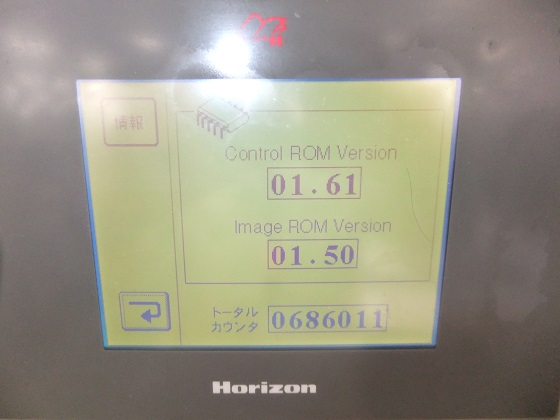 情報
Control ROM Version
01.61
Image ROM Version
01.50
トータル
カウンタ
0686011
Horizon